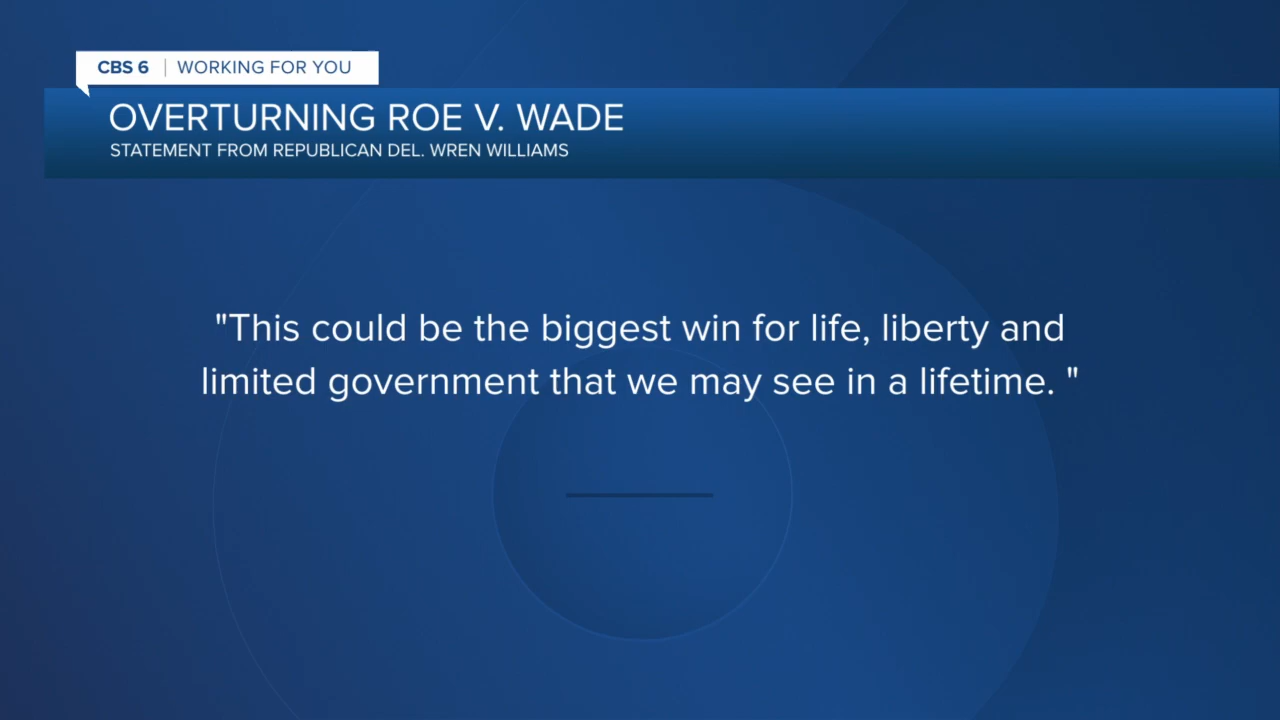 CBS 6 | WORKING FOR YOU
OVERTURNING ROE V. WADE
STATEMENT FROM REPUBLICAN DEL. WREN WILLIAMS
"This could be the biggest win for life, liberty and
limited government that we may see in a lifetime. "